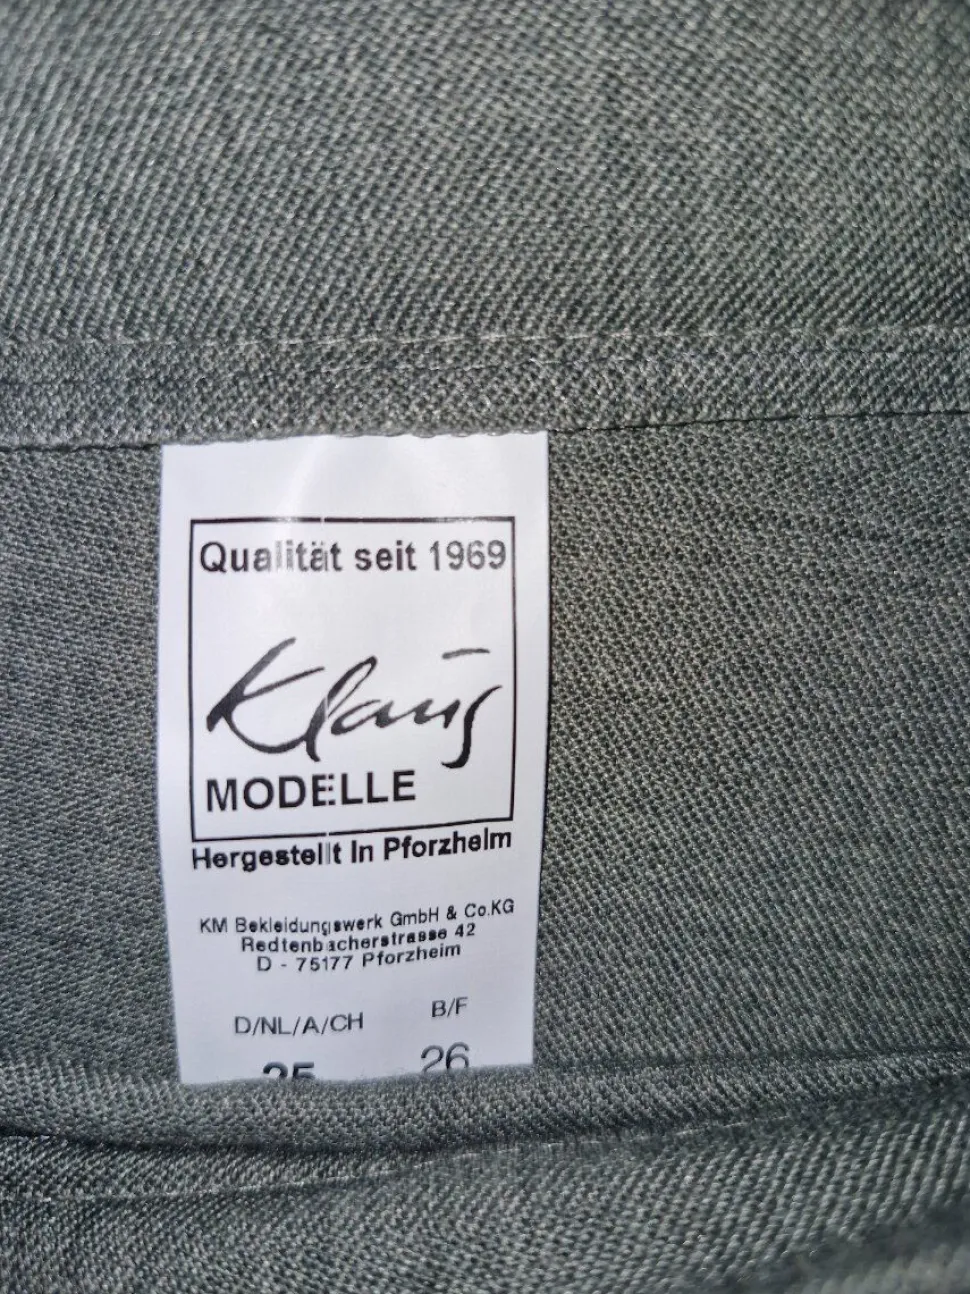 Qualität seit 1969
Klaus
MODELLE
Hergestellt in Pforzheim
KM Bekleidungswerk GmbH & Co.KG
Redtenbacherstrasse 42
D - 75177 Pforzheim
D/NL/A/CH B/F
25 26